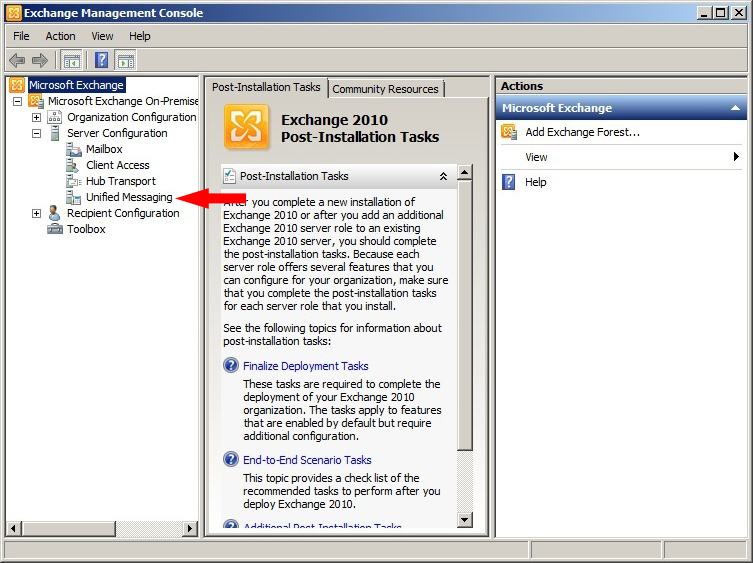 Exchange Management Console
File Action View Help
Microsoft Exchange
Microsoft Exchange On-Premise
Organization Configuration
Server Configuration
Mailbox
Client Access
Hub Transport
Unified Messaging
Recipient Configuration
Toolbox
Post-Installation Tasks
Community Resources
Exchange 2010
Post-Installation Tasks
Post-Installation Tasks
After you complete a new installation of
Exchange 2010 or after you add an additional
Exchange 2010 server role to an existing
Exchange 2010 server, you should complete
the post-installation tasks. Because each
server role offers several features that you
can configure for your organization, make sure
that you complete the post-installation tasks
for each server role that you install.
See the following topics for information about
post-installation tasks:
Finalize Deployment Tasks
These tasks are required to complete the
deployment of your Exchange 2010
organization. The tasks apply to features
that are enabled by default but require
additional configuration.
End-to-End Scenario Tasks
This topic provides a check list of the
recommended tasks to perform after you
deploy Exchange 2010.
Additional Post-Installation Tasks
Actions
Microsoft Exchange
Add Exchange Forest...
View
Help